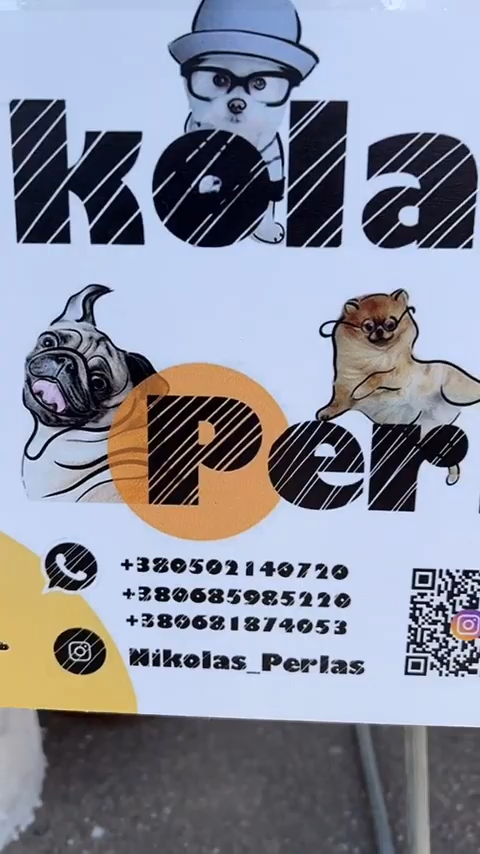 kola
Per
+380502140720
+380685985220
+380681874053
Nikolas_Perlas